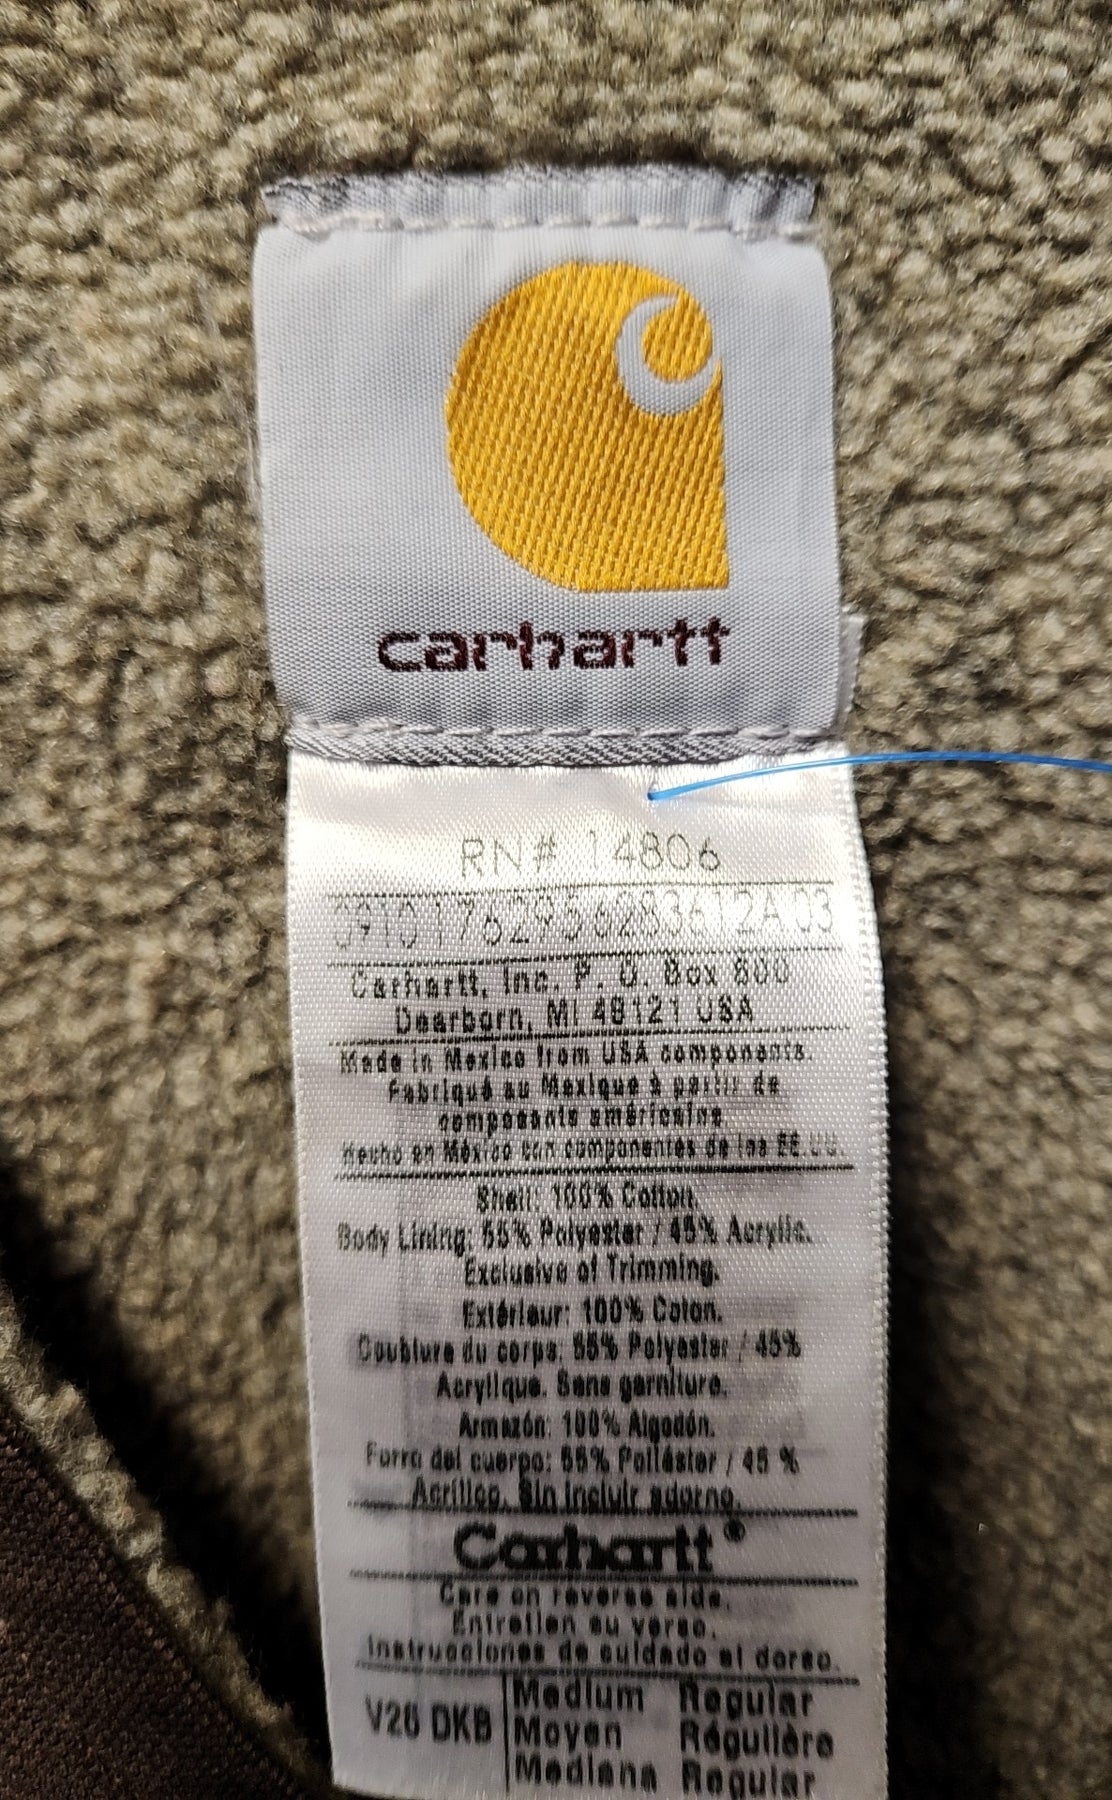 carhartt
RN# 14806
09101762956283612A03
Carhartt, Inc. P. O. Box 600
Dearborn, MI 48121 USA
Made in Mexico from USA components.
Fabriqué au Mexique à partir de
composants américains
Hecho en México con componentes de los EE.UU.
Shell: 100% Cotton.
Body Lining: 55% Polyester / 45% Acrylic.
Exclusive of Trimming.
Extérieur: 100% Coton.
Doublure du corps: 55% Polyester / 45%
Acrylique. Sans garniture.
Armazón: 100% Algodón.
Forro del cuerpo: 55% Poliéster / 45 %
Acrílico. Sin incluir adorno.
Carhartt®
Care on reverse side.
Entretien au verso.
Instrucciones de cuidado al dorso.
V26 DKB
Medium Regular
Moyen Régulière
Mediana Regular